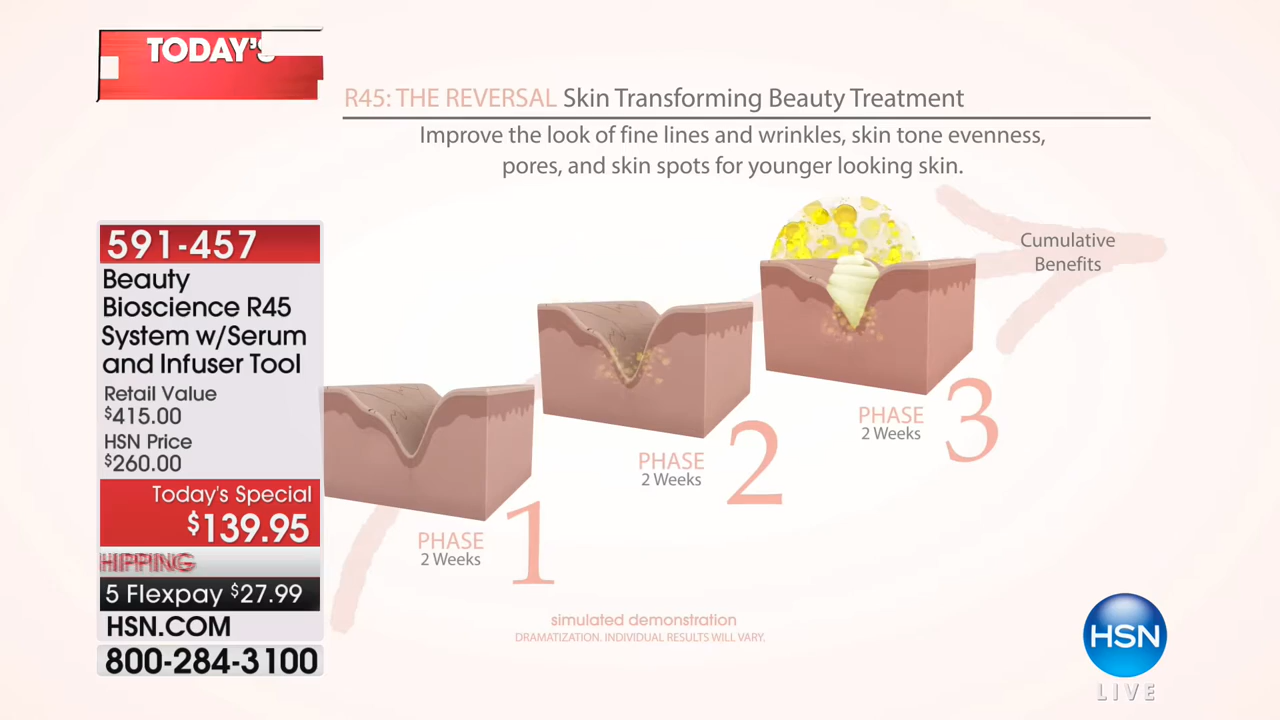 TODAY'S
R45: THE REVERSAL Skin Transforming Beauty Treatment
Improve the look of fine lines and wrinkles, skin tone evenness,
pores, and skin spots for younger looking skin.
591-457
Beauty
Bioscience R45
System w/Serum
and Infuser Tool
Retail Value
$415.00
HSN Price
$260.00
Today's Special
$139.95
HIPPING
5 Flexpay $27.99
HSN.COM
800-284-3100
Cumulative
Benefits
PHASE 3
2 Weeks
PHASE 2
2 Weeks
PHASE 1
2 Weeks
simulated demonstration
DRAMATIZATION. INDIVIDUAL RESULTS WILL VARY.
HSN
LIVE